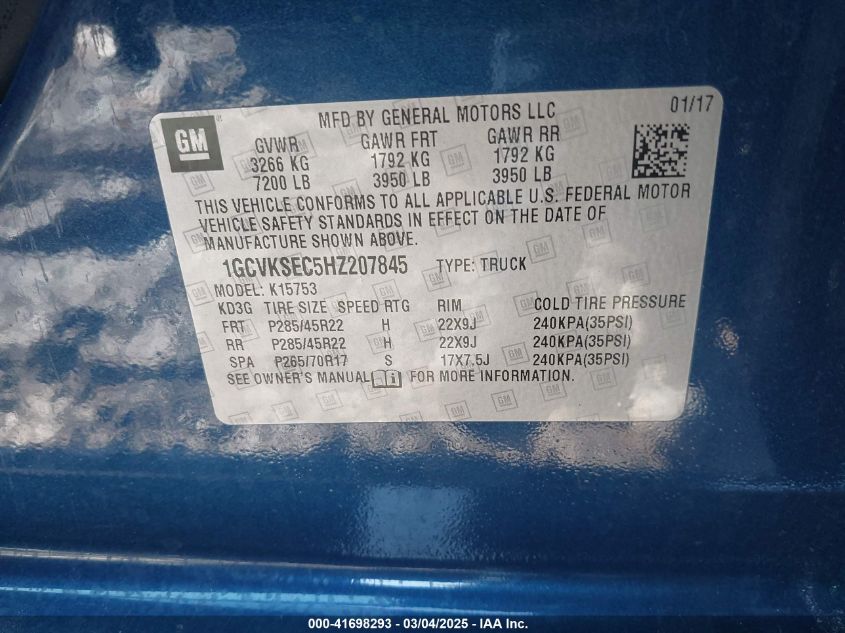 GM
MFD BY GENERAL MOTORS LLC 01/17
GVWR GAWR FRT GAWR RR
3266 KG 1792 KG 1792 KG
7200 LB 3950 LB 3950 LB
THIS VEHICLE CONFORMS TO ALL APPLICABLE U.S. FEDERAL MOTOR
VEHICLE SAFETY STANDARDS IN EFFECT ON THE DATE OF
MANUFACTURE SHOWN ABOVE.
1GCVKSEC5HZ207845 TYPE: TRUCK
MODEL: K15753
KD3G TIRE SIZE SPEED RTG RIM COLD TIRE PRESSURE
FRT P285/45R22 H 22X9J 240KPA(35PSI)
RR P285/45R22 H 22X9J 240KPA(35PSI)
SPA P265/70R17 S 17X7.5J 240KPA(35PSI)
SEE OWNER'S MANUAL FOR MORE INFORMATION.
000-41698293 - 03/04/2025 - IAAI, Inc.